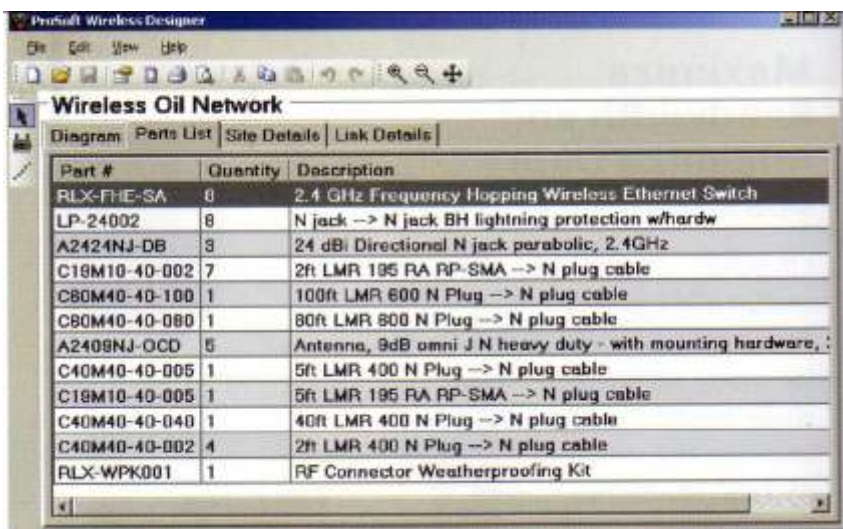 ProSoft Wireless Designer
File Edit View Help
Wireless Oil Network
Diagram Parts List Site Details Link Details
Part # Quantity Description
RLX-FHE-SA 8 2.4 GHz Frequency Hopping Wireless Ethernet Switch
LP-24002 8 N jack --> N jack BH lightning protection w/hardw
A2424NJ-DB 3 24 dBi Directional N jack parabolic, 2.4GHz
C19M10-40-002 7 2ft LMR 195 RA RP-SMA --> N plug cable
C60M40-40-100 1 100ft LMR 600 N Plug --> N plug cable
C60M40-40-080 1 80ft LMR 600 N Plug --> N plug cable
A2409NJ-OCD 5 Antenna, 9dB omni J N heavy duty - with mounting hardware,
C40M40-40-005 1 5ft LMR 400 N Plug --> N plug cable
C19M10-40-005 1 5ft LMR 195 RA RP-SMA --> N plug cable
C40M40-40-040 1 40ft LMR 400 N Plug --> N plug cable
C40M40-40-002 4 2ft LMR 400 N Plug --> N plug cable
RLX-WPK001 1 RF Connector Weatherproofing Kit